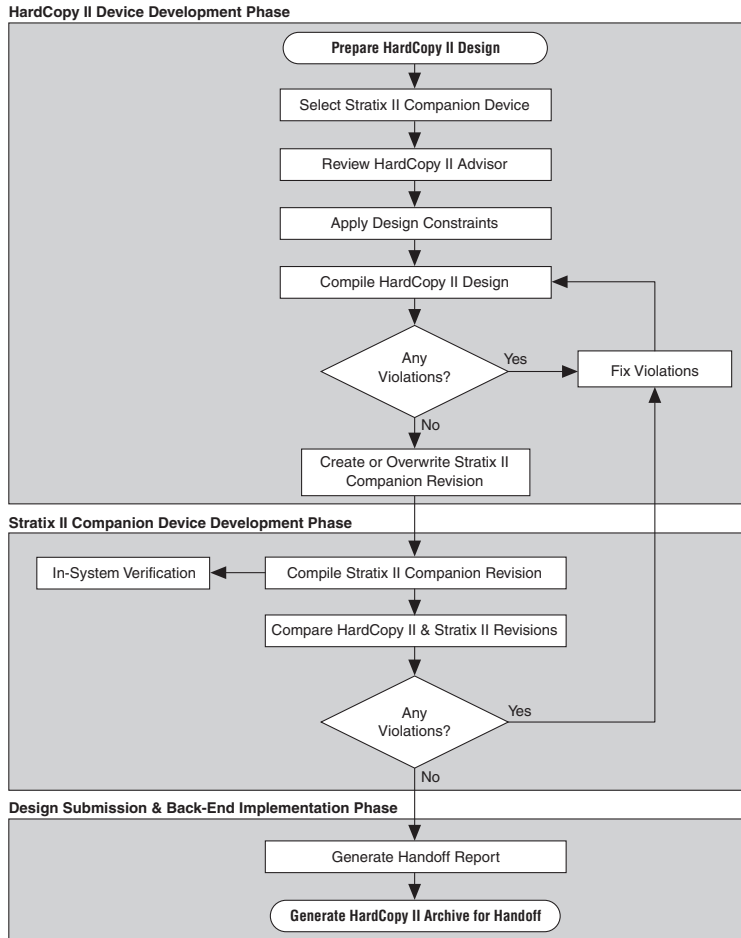 HardCopy II Device Development Phase
Prepare HardCopy II Design
Select Stratix II Companion Device
Review HardCopy II Advisor
Apply Design Constraints
Compile HardCopy II Design
Any
Violations?
Yes
Fix Violations
No
Create or Overwrite Stratix II
Companion Revision
Stratix II Companion Device Development Phase
In-System Verification
Compile Stratix II Companion Revision
Compare HardCopy II & Stratix II Revisions
Any
Violations?
Yes
No
Design Submission & Back-End Implementation Phase
Generate Handoff Report
Generate HardCopy II Archive for Handoff